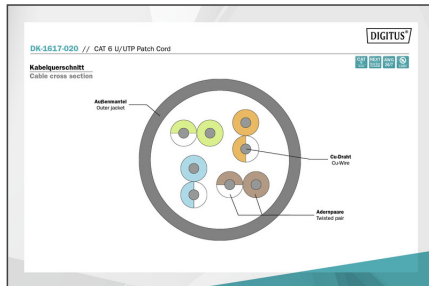 DIGITUS®
DK-1617-020 // CAT 6 U/UTP Patch Cord
Kabelquerschnitt
Cable cross section
Außenmantel
Outer jacket
Cu-Draht
Cu-Wire
Adernpaare
Twisted pair